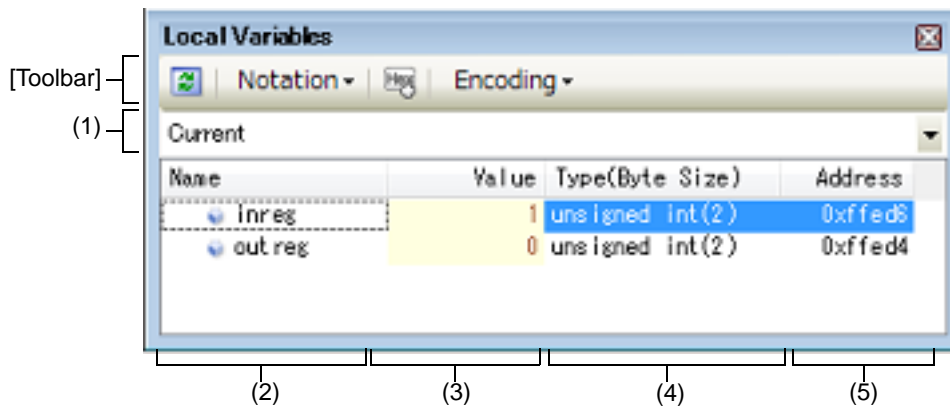 Local Variables
[Toolbar]
Notation Hex Encoding
(1)
Current
Name Value Type(Byte Size) Address
inreg 1 unsigned int(2) 0xffed6
outreg 0 unsigned int(2) 0xffed4
(2) (3) (4) (5)